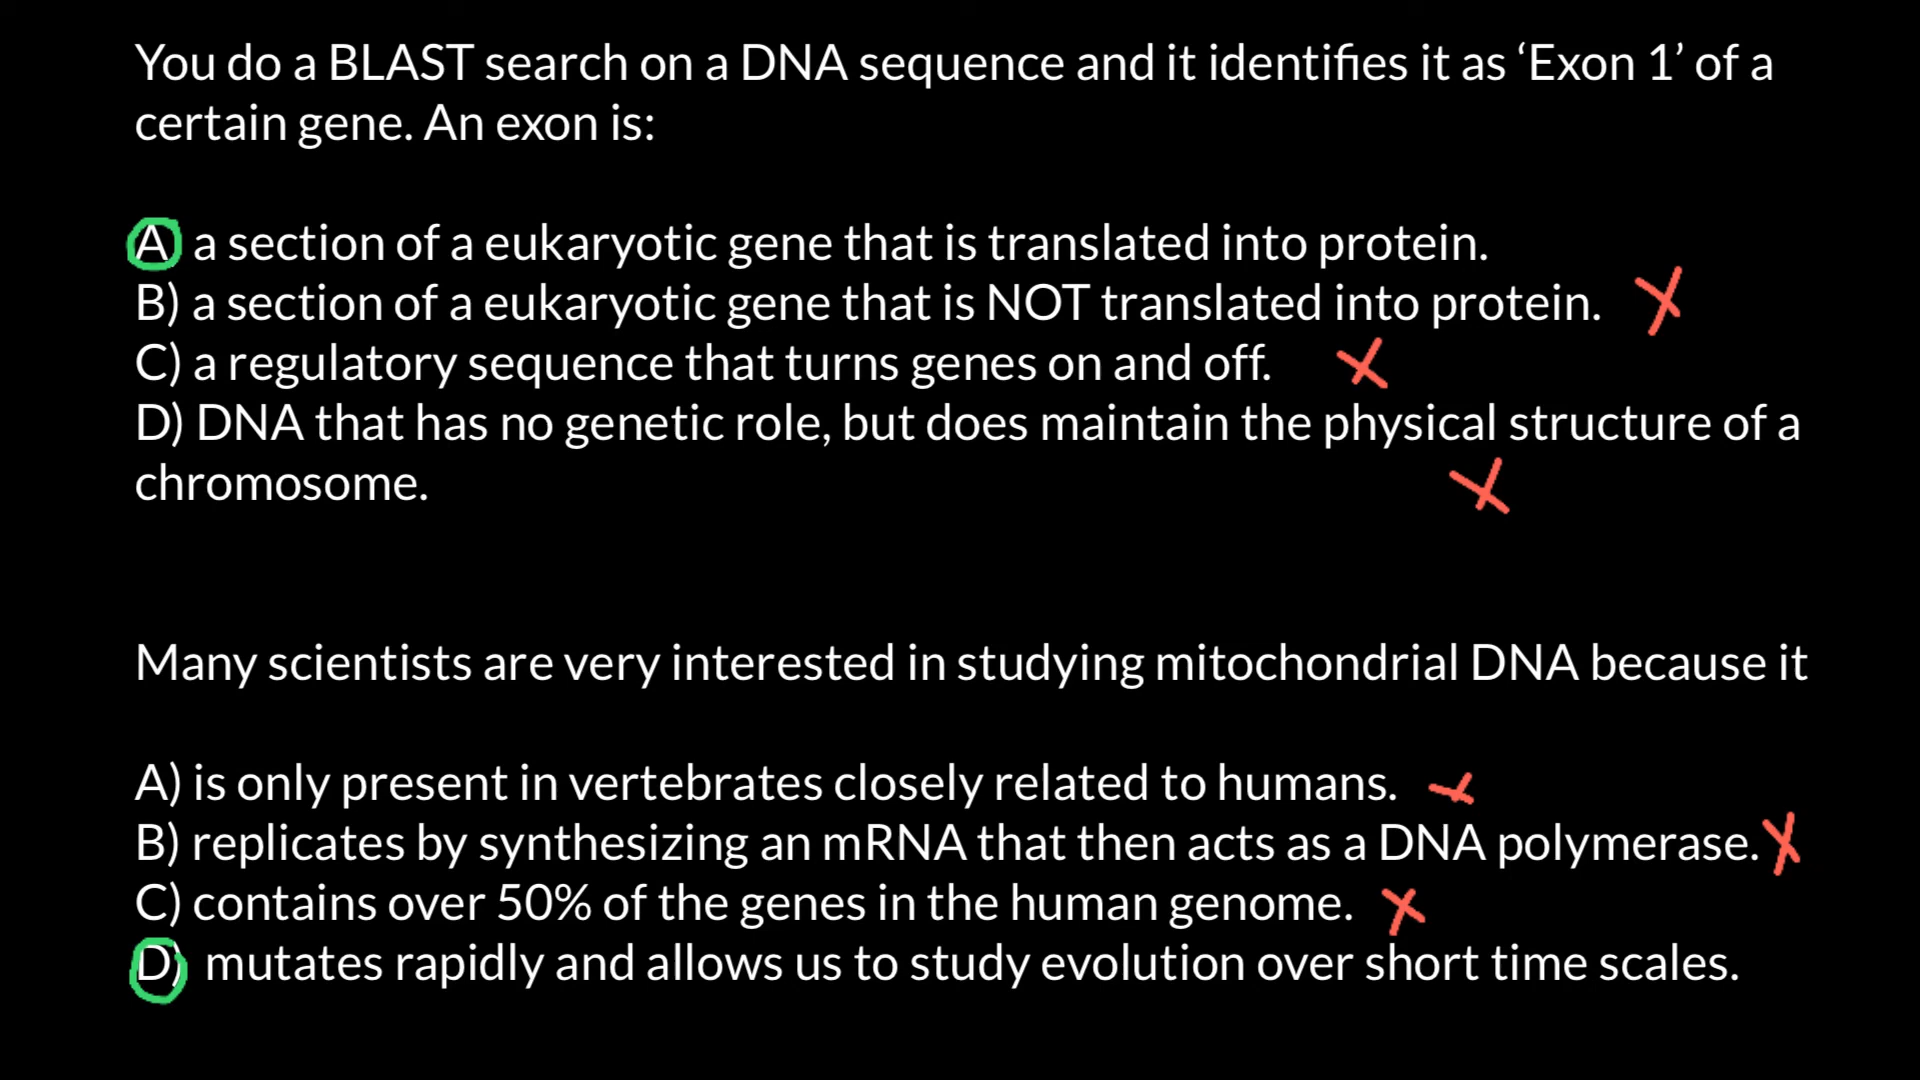 You do a BLAST search on a DNA sequence and it identifies it as ‘Exon 1’ of a
certain gene. An exon is:
A) a section of a eukaryotic gene that is translated into protein.
B) a section of a eukaryotic gene that is NOT translated into protein.
C) a regulatory sequence that turns genes on and off.
D) DNA that has no genetic role, but does maintain the physical structure of a
chromosome.
Many scientists are very interested in studying mitochondrial DNA because it
A) is only present in vertebrates closely related to humans.
B) replicates by synthesizing an mRNA that then acts as a DNA polymerase.
C) contains over 50% of the genes in the human genome.
D) mutates rapidly and allows us to study evolution over short time scales.